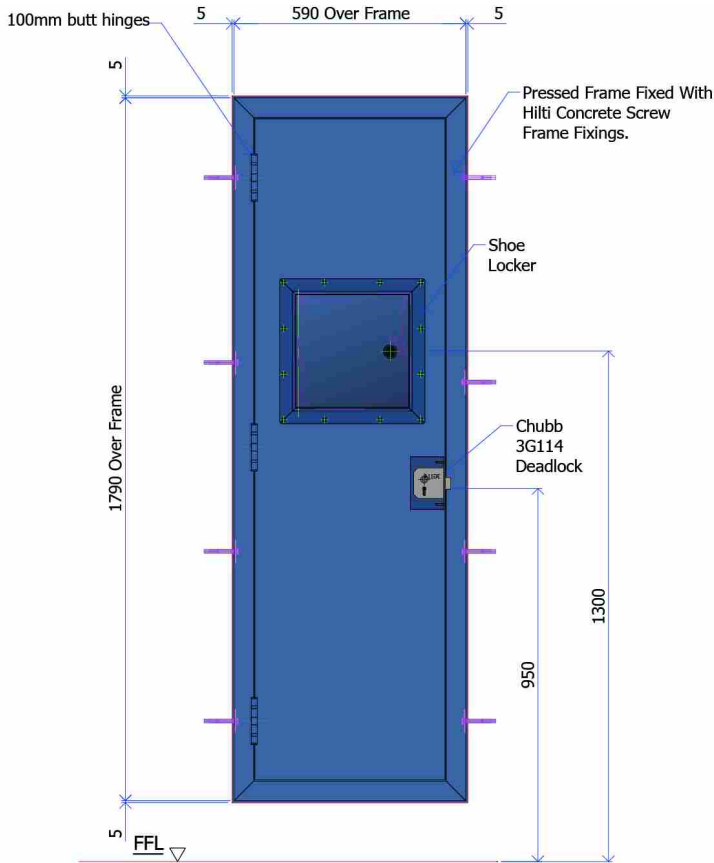 100mm butt hinges
5
590 Over Frame
5
5
Pressed Frame Fixed With
Hilti Concrete Screw
Frame Fixings.
Shoe
Locker
1790 Over Frame
Chubb
3G114
Deadlock
1300
950
5
FFL